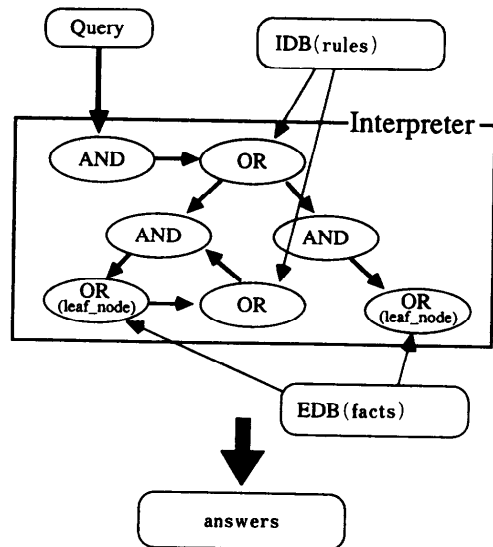 Query
IDB(rules)
Interpreter
AND
OR
AND
AND
OR
(leaf_node)
OR
OR
(leaf_node)
EDB(facts)
answers